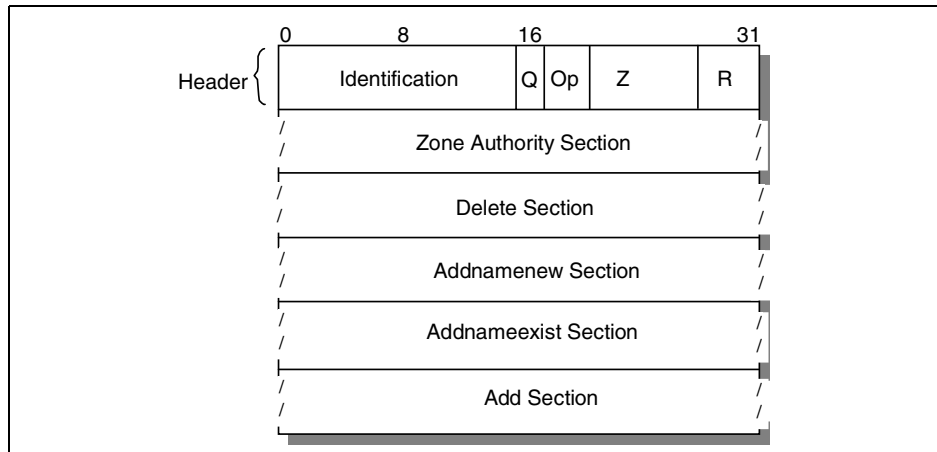 0 8 16 31
Header Identification Q Op Z R
Zone Authority Section
Delete Section
Addnamenew Section
Addnameexist Section
Add Section